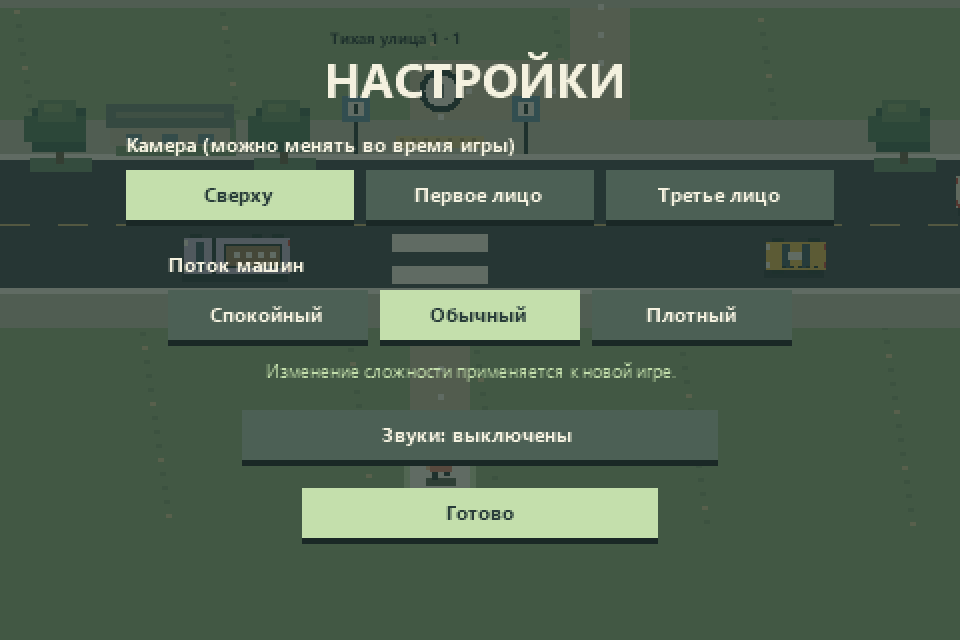 Тихая улица 1 · 1
НАСТРОЙКИ
Камера (можно менять во время игры)
Сверху
Первое лицо
Третье лицо
Поток машин
Спокойный
Обычный
Плотный
Изменение сложности применяется к новой игре.
Звуки: выключены
Готово